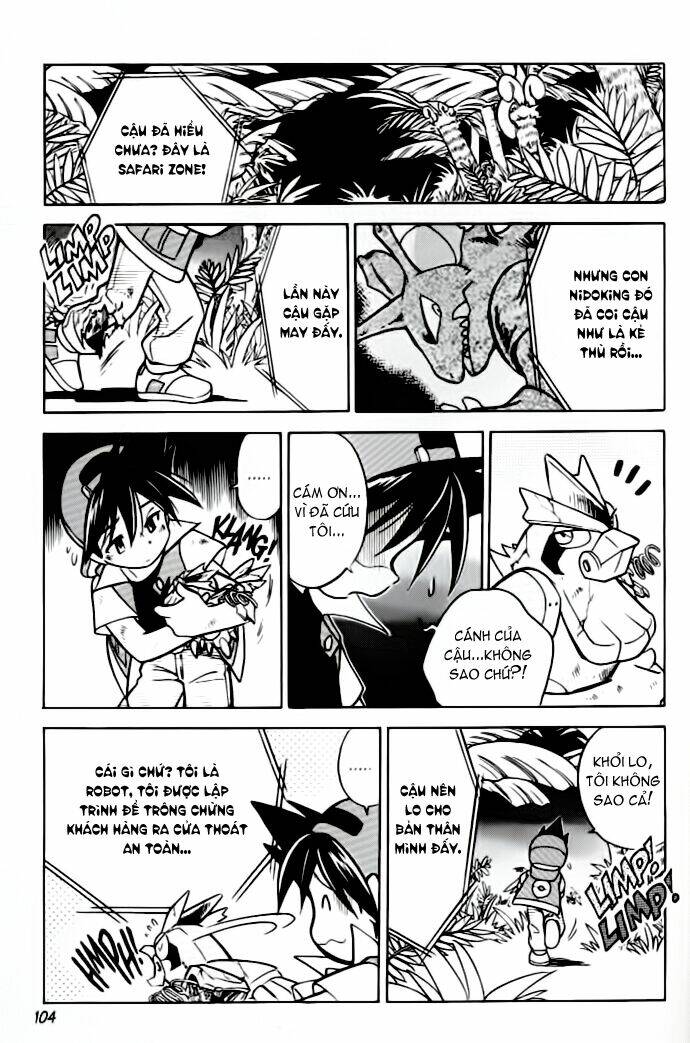 CẬU ĐÃ HIỂU
CHƯA? ĐÂY LÀ
SAFARI ZONE!
NHƯNG CON
NIDOKING ĐÓ
ĐÃ COI CẬU
NHƯ LÀ KẺ
THÙ RỒI...
LẦN NÀY
CẬU GẶP
MAY ĐẤY.
LIMP
LIMP
CÁNH CỦA
CẬU...KHÔNG
SAO CHỨ?!
CÁM ƠN...
VÌ ĐÃ CỨU
TÔI...
.....
KLANG!
KHỎI LO,
TÔI KHÔNG
SAO CẢ!
LIMP!
LIMP!
CẬU NÊN
LO CHO
BẢN THÂN
MÌNH ĐẤY.
.....
CÁI GÌ CHỨ? TÔI LÀ
ROBOT, TÔI ĐƯỢC LẬP
TRÌNH ĐỂ TRÔNG CHỪNG
KHÁCH HÀNG RA CỬA THOÁT
AN TOÀN...
HMPH!
104